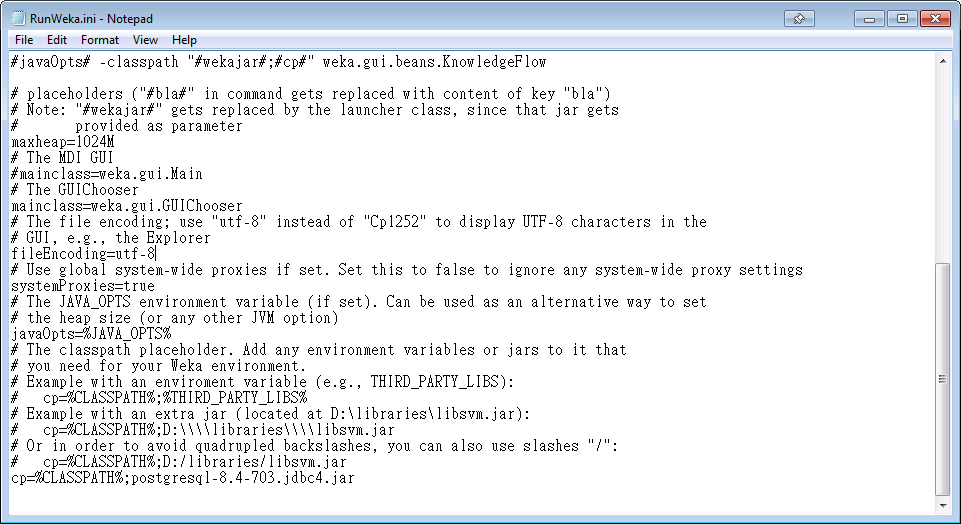 RunWeka.ini - Notepad
File Edit Format View Help
#javaOpts# -classpath "#wekajar#;#cp#" weka.gui.beans.KnowledgeFlow
# placeholders ("#bla#" in command gets replaced with content of key "bla")
# Note: "#wekajar#" gets replaced by the launcher class, since that jar gets
#       provided as parameter
maxheap=1024M
# The MDI GUI
#mainclass=weka.gui.Main
# The GUIChooser
mainclass=weka.gui.GUIChooser
# The file encoding; use "utf-8" instead of "Cp1252" to display UTF-8 characters in the
# GUI, e.g., the Explorer
fileEncoding=utf-8
# Use global system-wide proxies if set. Set this to false to ignore any system-wide proxy settings
systemProxies=true
# The JAVA_OPTS environment variable (if set). Can be used as an alternative way to set
# the heap size (or any other JVM option)
javaOpts=%JAVA_OPTS%
# The classpath placeholder. Add any environment variables or jars to it that
# you need for your Weka environment.
# Example with an enviroment variable (e.g., THIRD_PARTY_LIBS):
#   cp=%CLASSPATH%;%THIRD_PARTY_LIBS%
# Example with an extra jar (located at D:\libraries\libsvm.jar):
#   cp=%CLASSPATH%;D:\\\\libraries\\\\libsvm.jar
# Or in order to avoid quadrupled backslashes, you can also use slashes "/":
#   cp=%CLASSPATH%;D:/libraries/libsvm.jar
cp=%CLASSPATH%;postgresql-8.4-703.jdbc4.jar